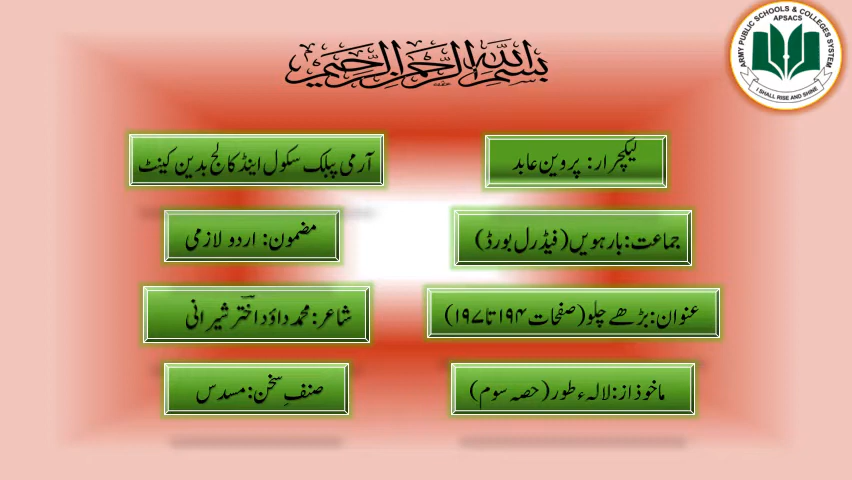 ARMY PUBLIC SCHOOLS & COLLEGES SYSTEM
APSACS
I SHALL RISE AND SHINE
بسم اللہ الرحمٰن الرحیم
لیکچرار: پروین عابد
آرمی پبلک سکول اینڈ کالج بدین کینٹ
جماعت: بارہویں (فیڈرل بورڈ)
مضمون: اردو لازمی
عنوان: بڑھے چلو (صفحات ۱۹۴ تا ۱۹۷)
شاعر: محمد داؤد اخترؔ شیرانی
ماخوذ از: لالہء طور (حصہ سوم)
صنفِ سخن: مسدس